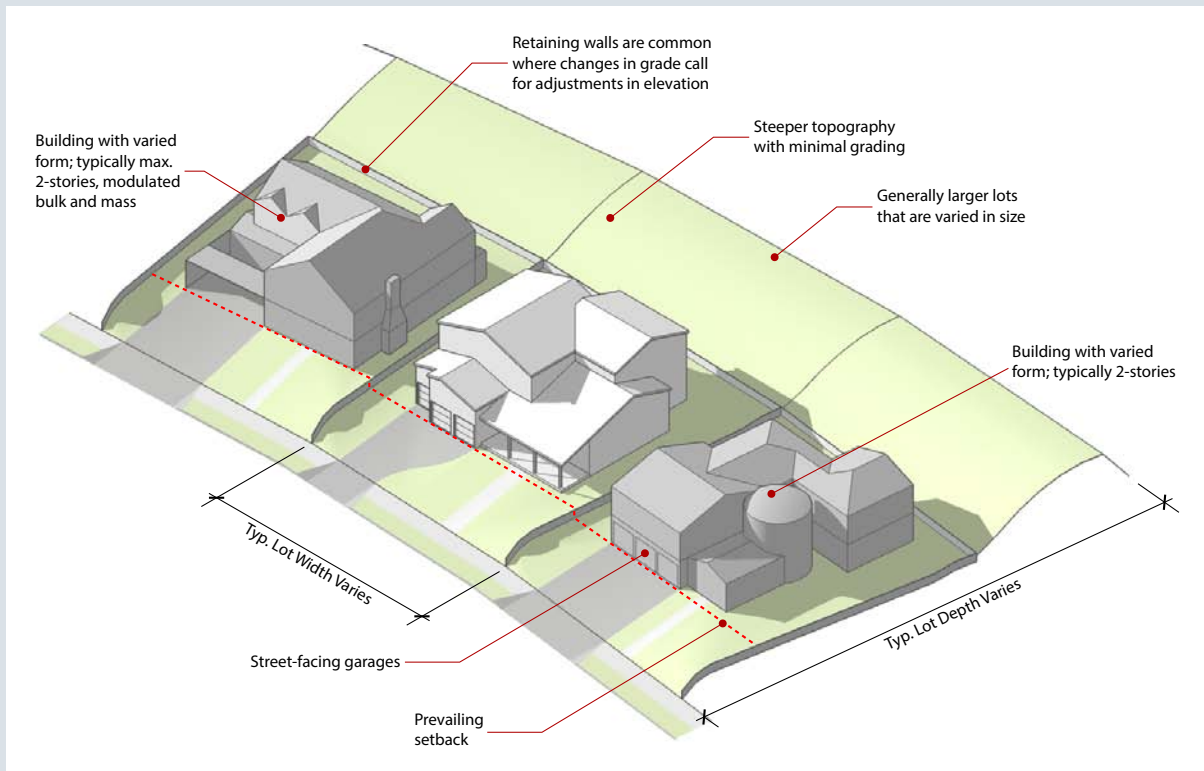 Retaining walls are common
where changes in grade call
for adjustments in elevation
Building with varied
form; typically max.
2-stories, modulated
bulk and mass
Steeper topography
with minimal grading
Generally larger lots
that are varied in size
Building with varied
form; typically 2-stories
Typ. Lot Width Varies
Typ. Lot Depth Varies
Street-facing garages
Prevailing
setback